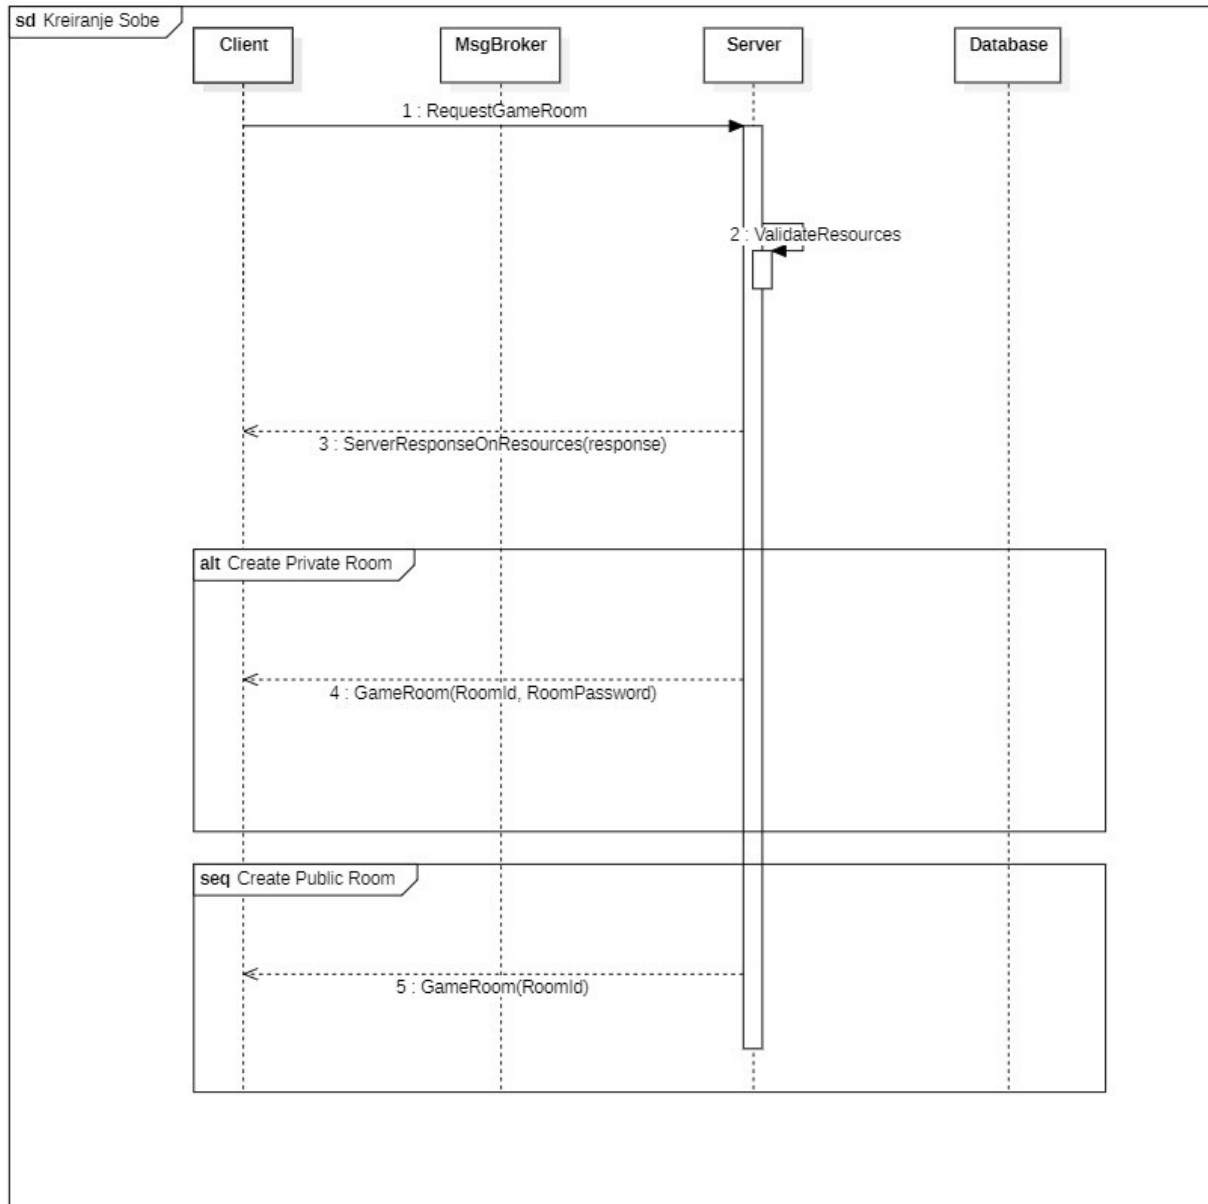 sd Kreiranje Sobe
Client
MsgBroker
Server
Database
1 : RequestGameRoom
2 : ValidateResources
3 : ServerResponseOnResources(response)
alt Create Private Room
4 : GameRoom(RoomId, RoomPassword)
seq Create Public Room
5 : GameRoom(RoomId)